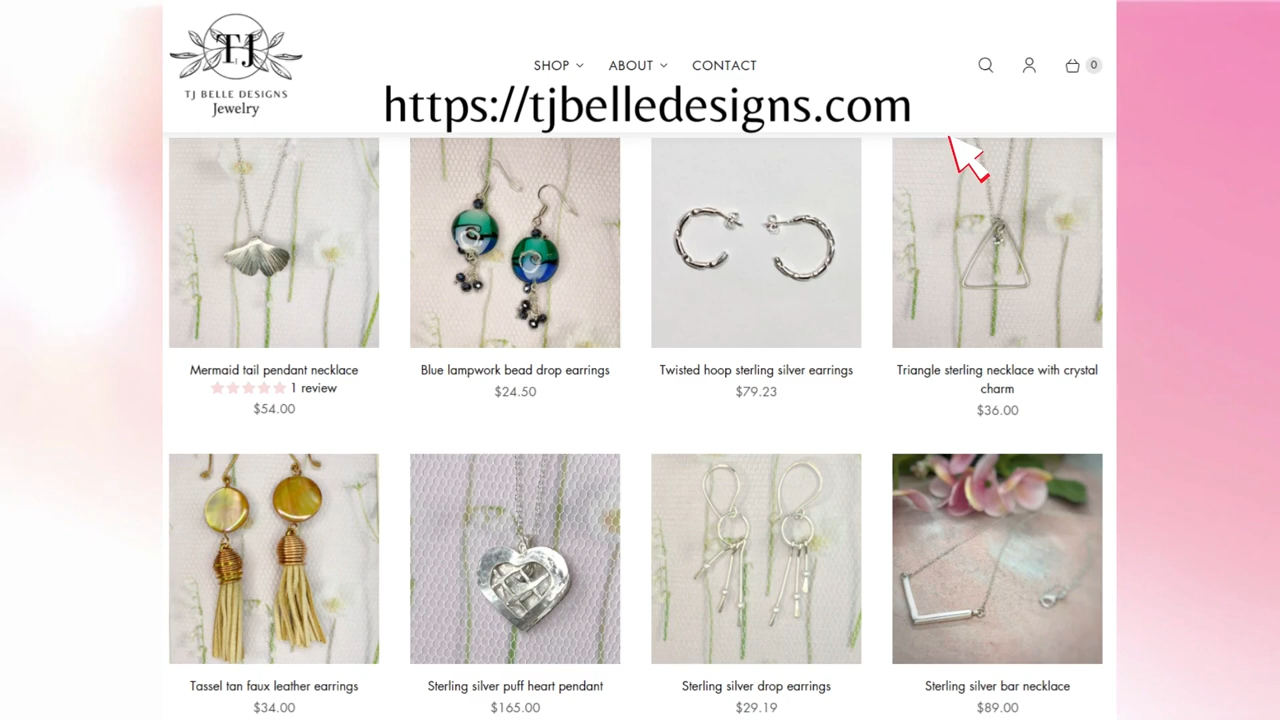 TJ
TJ BELLE DESIGNS
Jewelry
SHOP
ABOUT
CONTACT
0
https://tjbelledesigns.com
Mermaid tail pendant necklace
1 review
$54.00
Blue lampwork bead drop earrings
$24.50
Twisted hoop sterling silver earrings
$79.23
Triangle sterling necklace with crystal
charm
$36.00
Tassel tan faux leather earrings
$34.00
Sterling silver puff heart pendant
$165.00
Sterling silver drop earrings
$29.19
Sterling silver bar necklace
$89.00